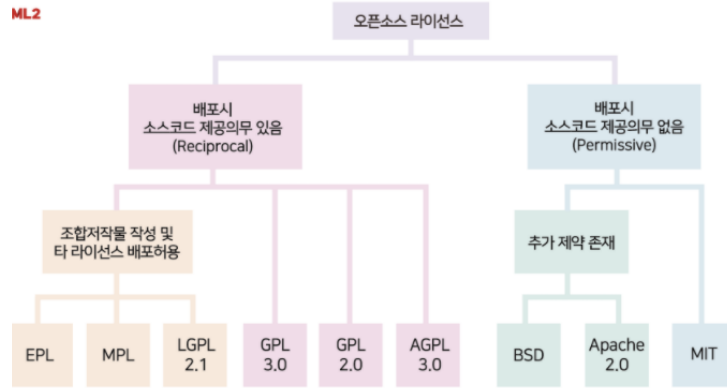 ML2
오픈소스 라이선스
배포시
소스코드 제공의무 있음
(Reciprocal)
배포시
소스코드 제공의무 없음
(Permissive)
조합저작물 작성 및
타 라이선스 배포허용
추가 제약 존재
EPL
MPL
LGPL
2.1
GPL
3.0
GPL
2.0
AGPL
3.0
BSD
Apache
2.0
MIT